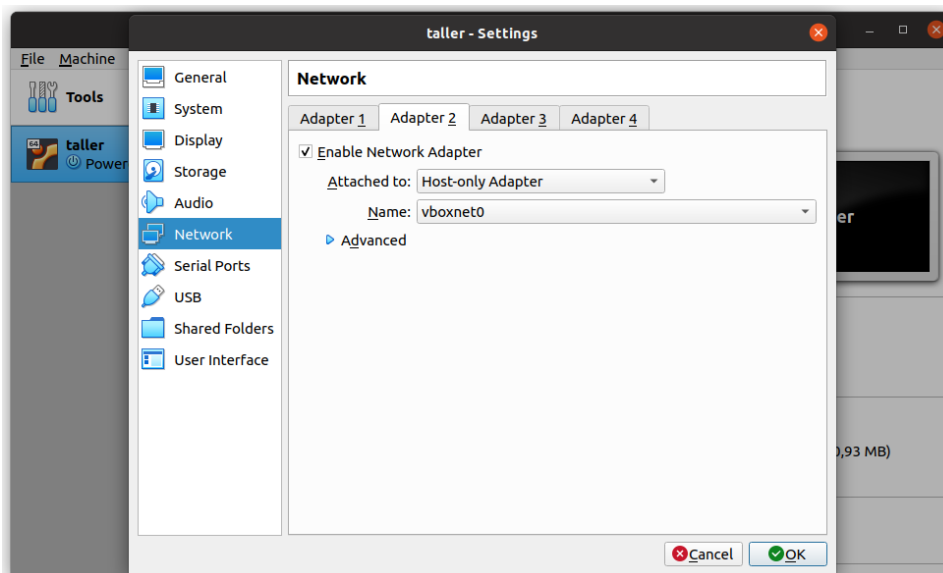 taller - Settings
File Machine
Tools
64
taller
Power
General
System
Display
Storage
Audio
Network
Serial Ports
USB
Shared Folders
User Interface
Network
Adapter 1 Adapter 2 Adapter 3 Adapter 4
Enable Network Adapter
Attached to: Host-only Adapter
Name: vboxnet0
Advanced
er
0,93 MB)
Cancel OK